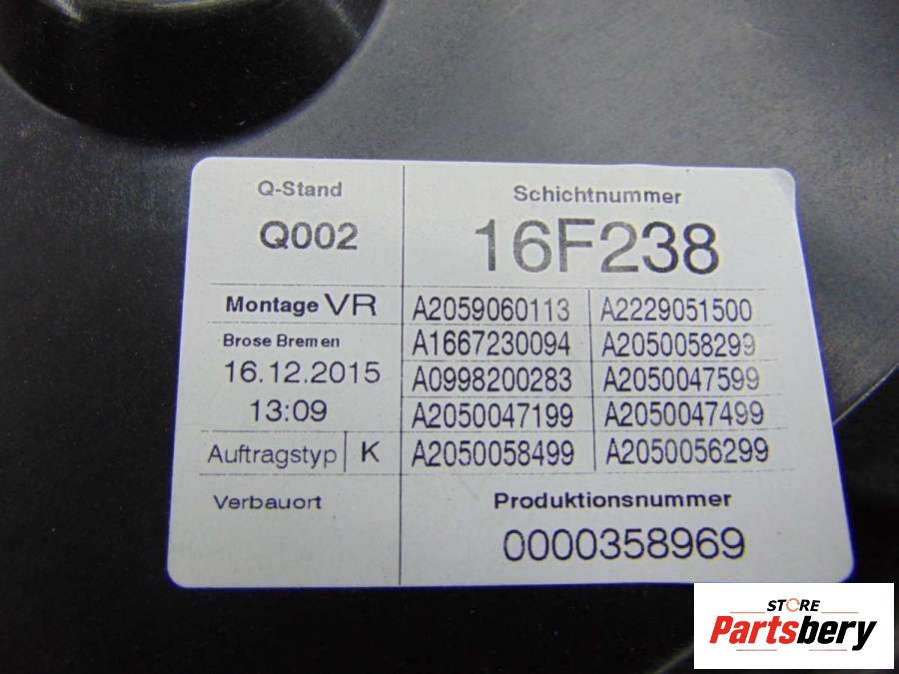 Q-Stand
Q002
Schichtnummer
16F238
Montage VR
Brose Bremen
16.12.2015
13:09
Auftragstyp K
A2059060113 A2229051500
A1667230094 A2050058299
A0998200283 A2050047599
A2050047199 A2050047499
A2050058499 A2050056299
Verbauort
Produktionsnummer
0000358969
STORE
Partsbery